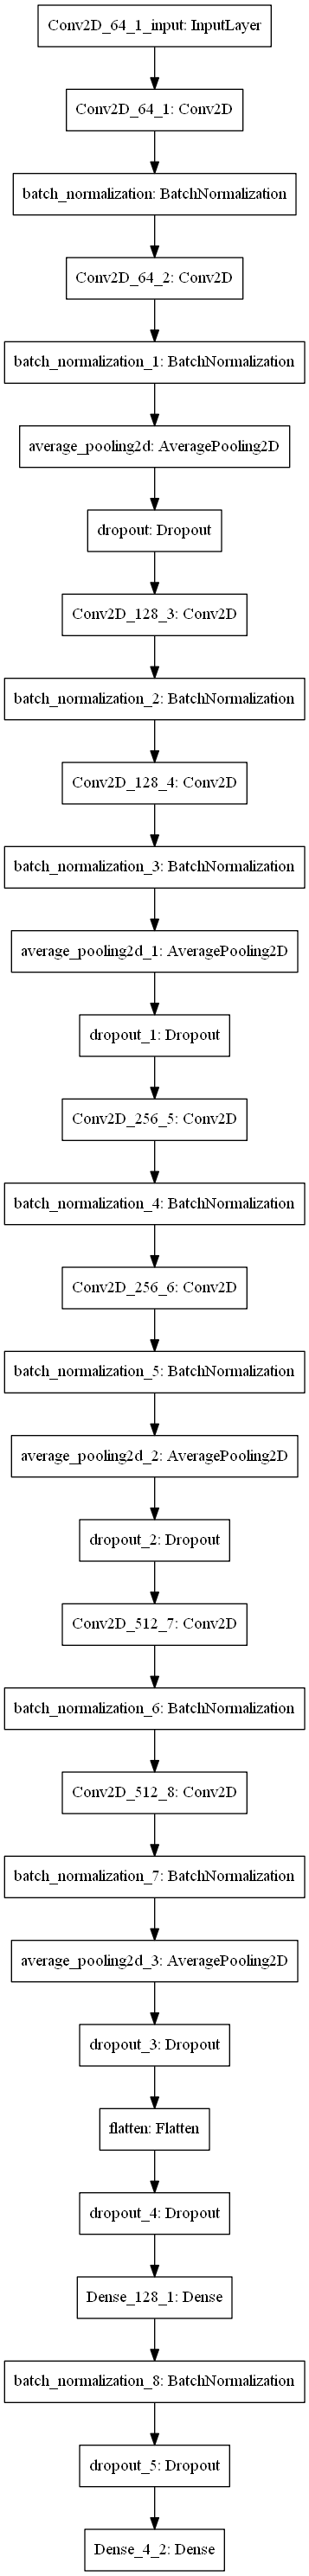 Conv2D_64_1_input: InputLayer
Conv2D_64_1: Conv2D
batch_normalization: BatchNormalization
Conv2D_64_2: Conv2D
batch_normalization_1: BatchNormalization
average_pooling2d: AveragePooling2D
dropout: Dropout
Conv2D_128_3: Conv2D
batch_normalization_2: BatchNormalization
Conv2D_128_4: Conv2D
batch_normalization_3: BatchNormalization
average_pooling2d_1: AveragePooling2D
dropout_1: Dropout
Conv2D_256_5: Conv2D
batch_normalization_4: BatchNormalization
Conv2D_256_6: Conv2D
batch_normalization_5: BatchNormalization
average_pooling2d_2: AveragePooling2D
dropout_2: Dropout
Conv2D_512_7: Conv2D
batch_normalization_6: BatchNormalization
Conv2D_512_8: Conv2D
batch_normalization_7: BatchNormalization
average_pooling2d_3: AveragePooling2D
dropout_3: Dropout
flatten: Flatten
dropout_4: Dropout
Dense_128_1: Dense
batch_normalization_8: BatchNormalization
dropout_5: Dropout
Dense_4_2: Dense